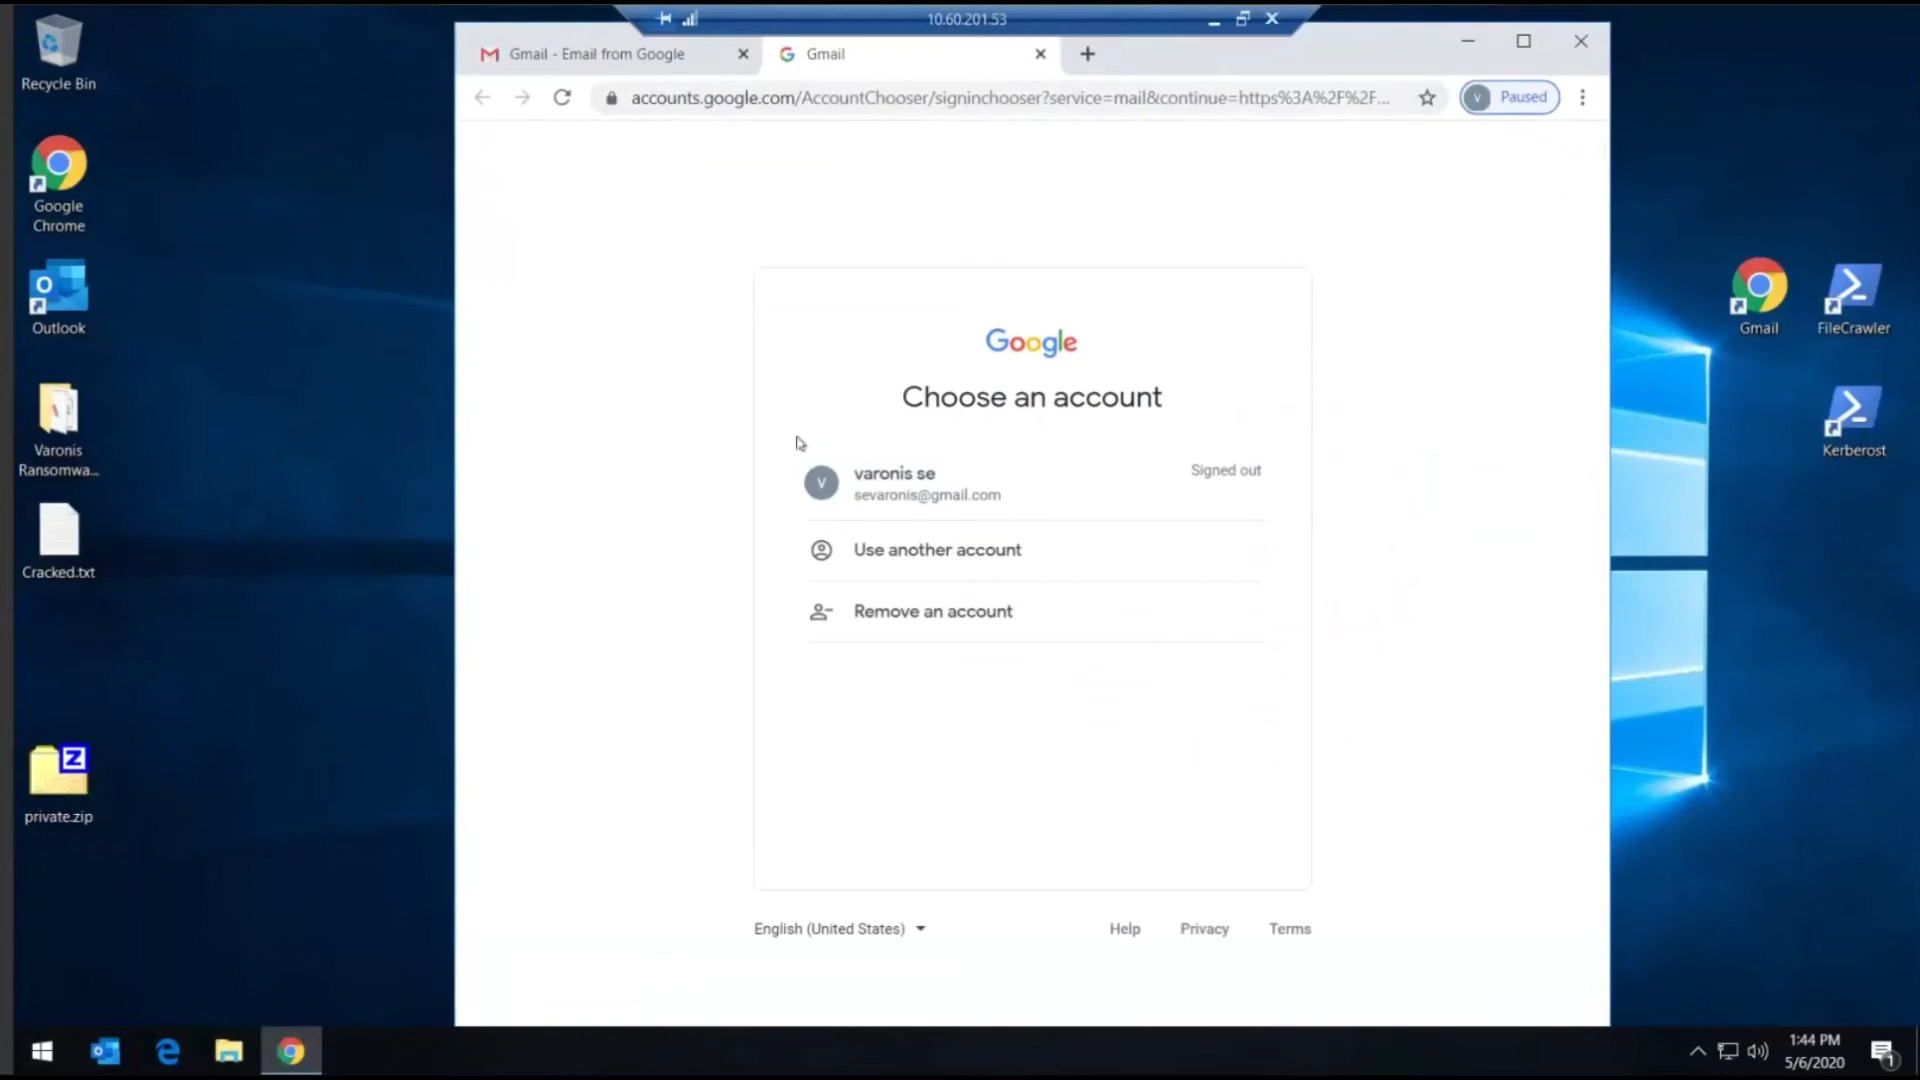 10.60.201.53
Gmail - Email from Google
Gmail
accounts.google.com/AccountChooser/signinchooser?service=mail&continue=https%3A%2F%2F...
V
Paused
Recycle Bin
Google
Chrome
Outlook
Varonis
Ransomwa...
Cracked.txt
Z
private.zip
Google
Choose an account
V
varonis se
sevaronis@gmail.com
Signed out
Use another account
Remove an account
English (United States)
Help
Privacy
Terms
Gmail
FileCrawler
Kerberost
1:44 PM
5/6/2020
1